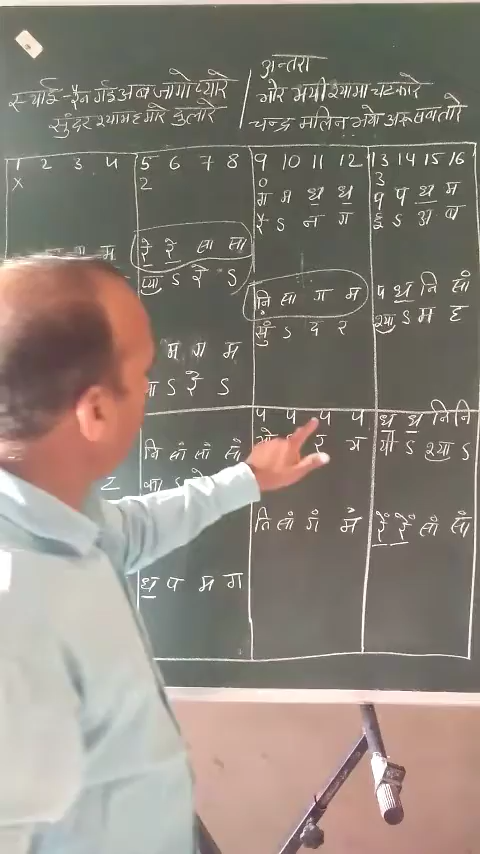 स्थाई - रैन गई अब जागो प्यारे
सुंदर श्याम हमारे दुलारे
अन्तरा
भोर भयी श्यामा चटकारे
चन्द्र मलिन भयो अरू सब तारे
1 2 3 4 5 6 7 8 9 10 11 12 13 14 15 16
X 2 0 3
ग म ध॒ ध॒ प प ध॒ म
रै ऽ न ग ई ऽ अ ब
ग म रे॒ रे॒ सा सा
प्या ऽ रे ऽ
नि सा ग म प ध॒ नि सां
सुं ऽ द र श्या ऽ म ह
म ग म
ऽ रे ऽ
प प प प ध॒ ध॒ नि नि
र भ यी ऽ श्या ऽ
नि सां सां सां
नि सां गं मं रें॒ रें॒ सां सां
ध॒ प म ग